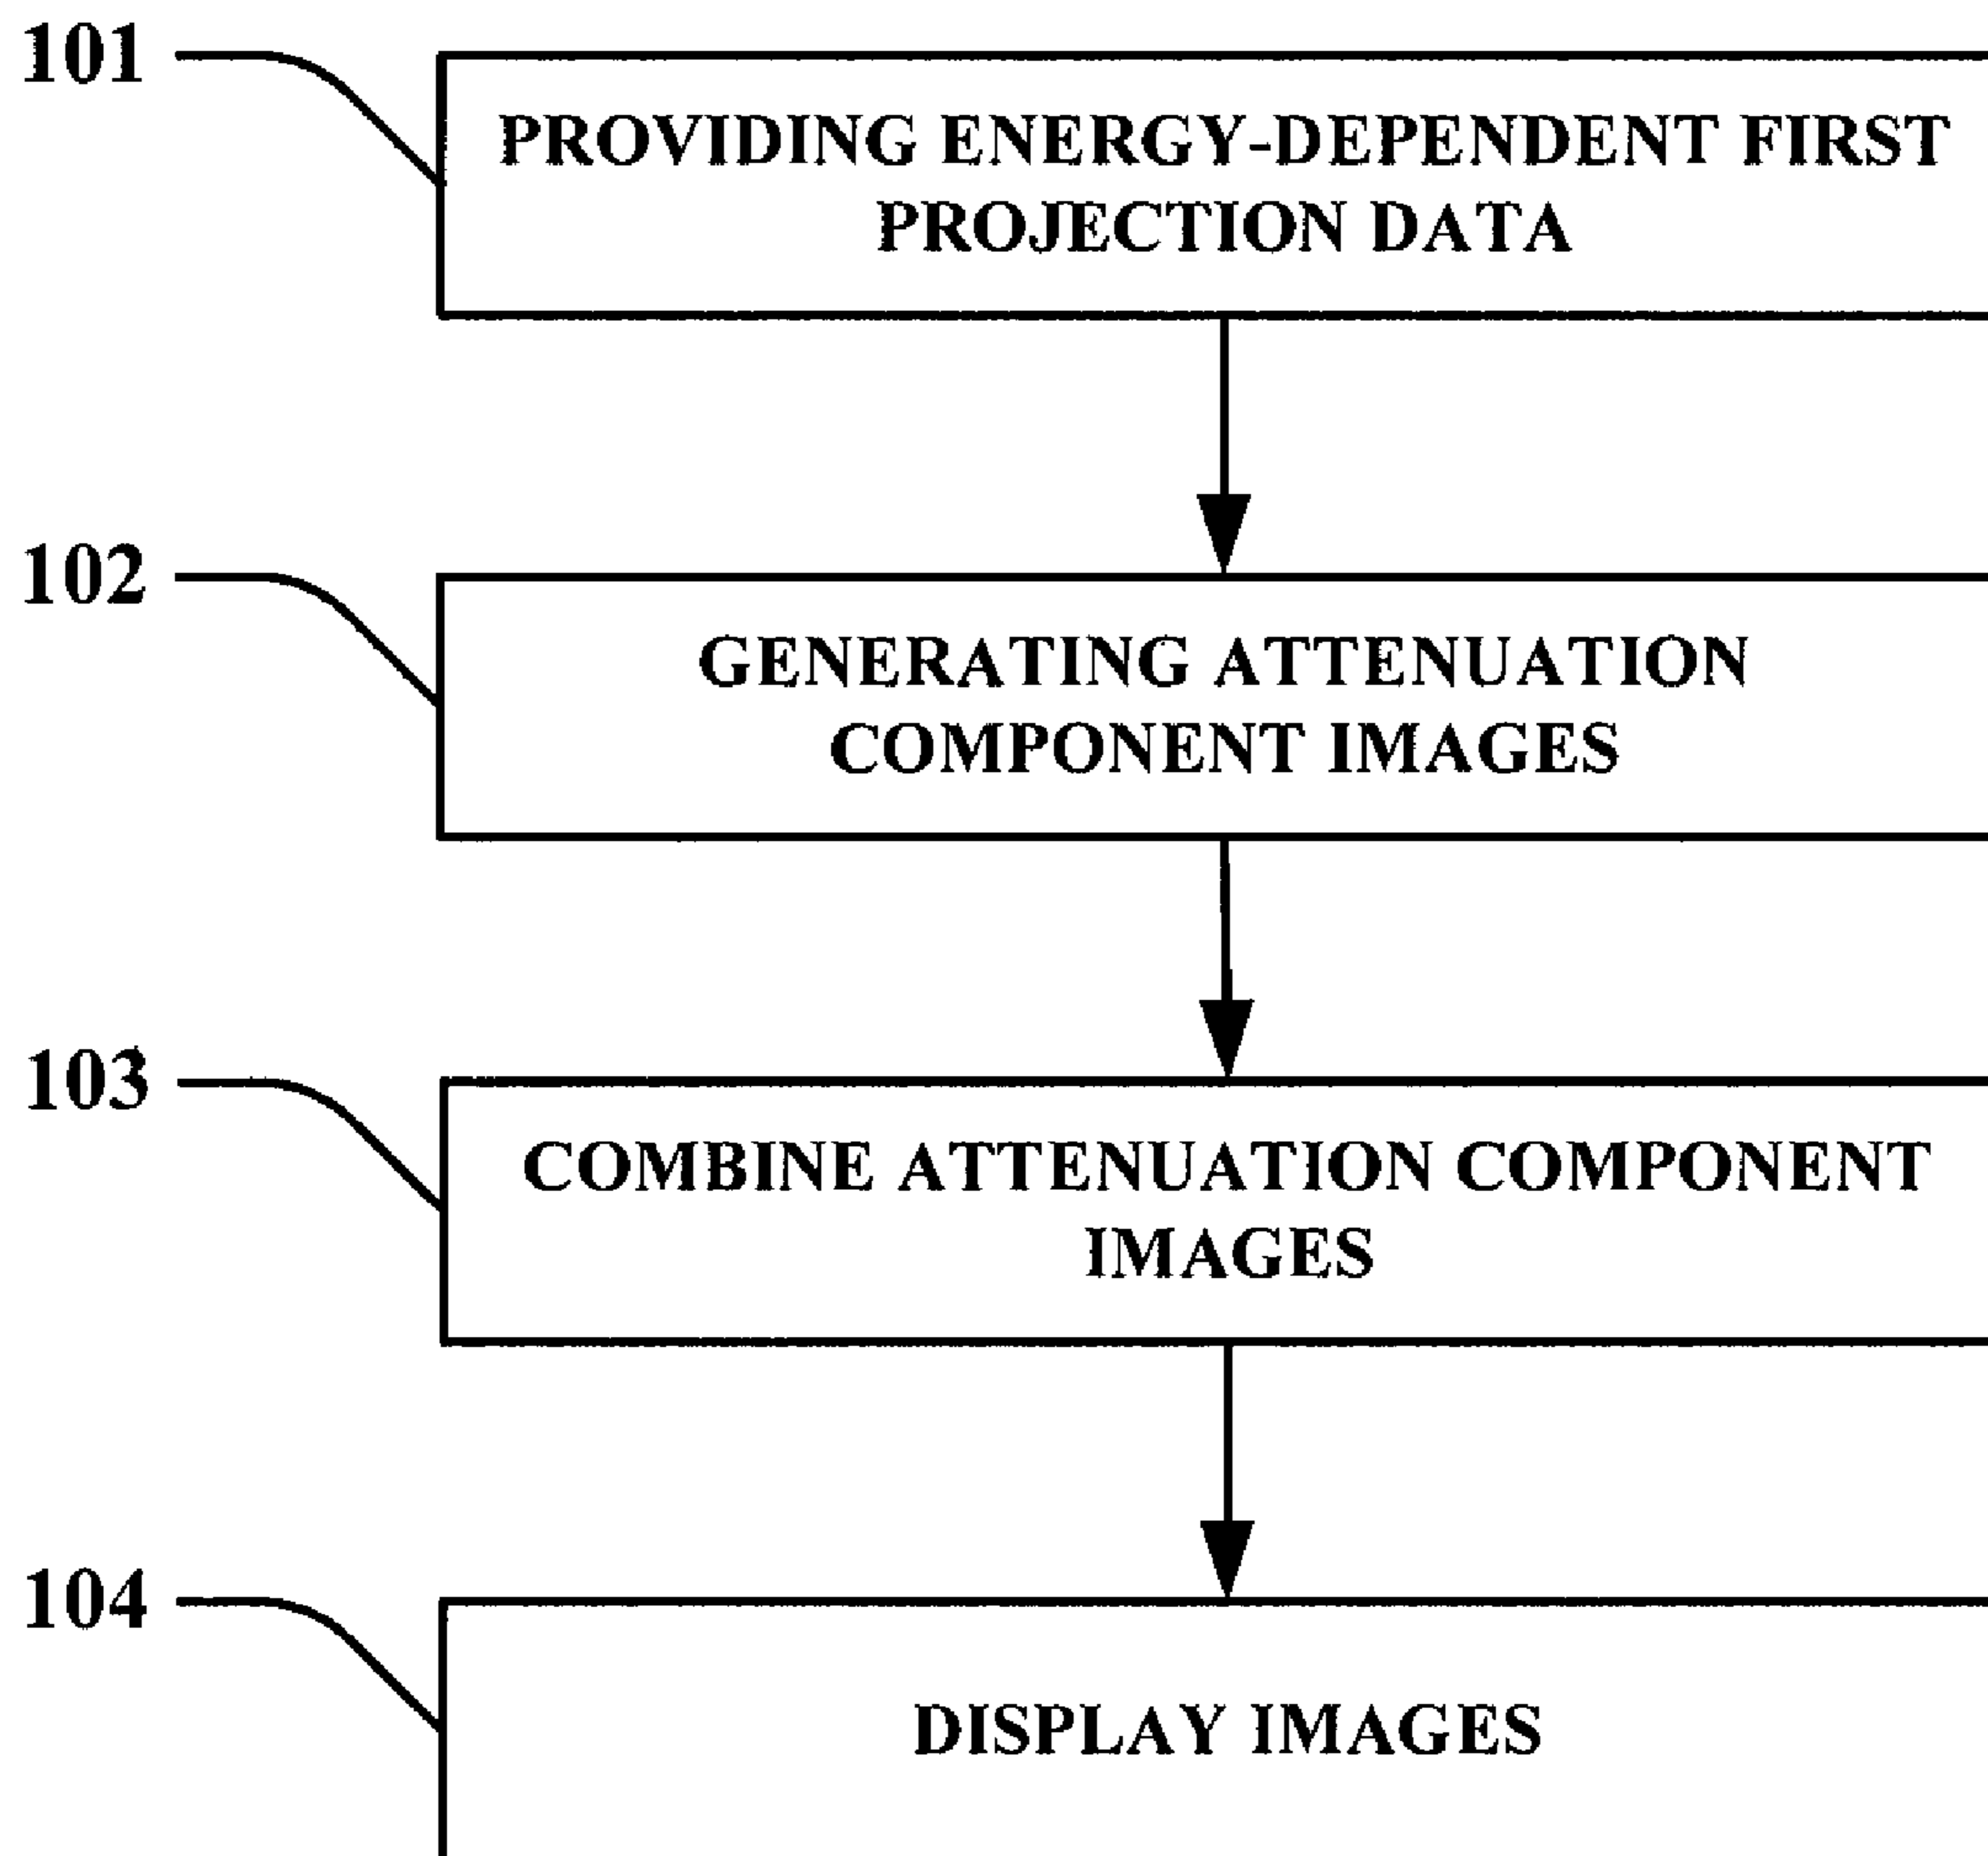 101
PROVIDING ENERGY-DEPENDENT FIRST
PROJECTION DATA
102
GENERATING ATTENUATION
COMPONENT IMAGES
103
COMBINE ATTENUATION COMPONENT
IMAGES
104
DISPLAY IMAGES